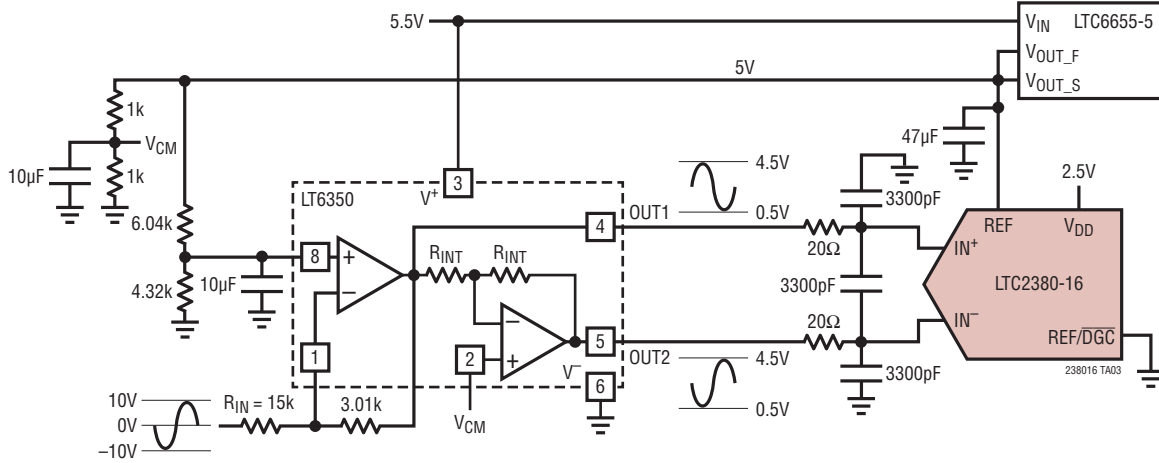 5.5V
V_IN
LTC6655-5
V_OUT_F
5V
V_OUT_S
1k
V_CM
10µF
1k
47µF
4.5V
0.5V
3300pF
2.5V
LT6350
V⁺
3
6.04k
OUT1
4
REF
V_DD
8
R_INT
R_INT
20Ω
IN⁺
4.32k
10µF
+
–
3300pF
LTC2380-16
–
+
20Ω
IN⁻
1
2
V⁻
5
OUT2
REF/D̅G̅C̅
6
4.5V
0.5V
3300pF
238016 TA03
10V
0V
–10V
R_IN = 15k
3.01k
V_CM